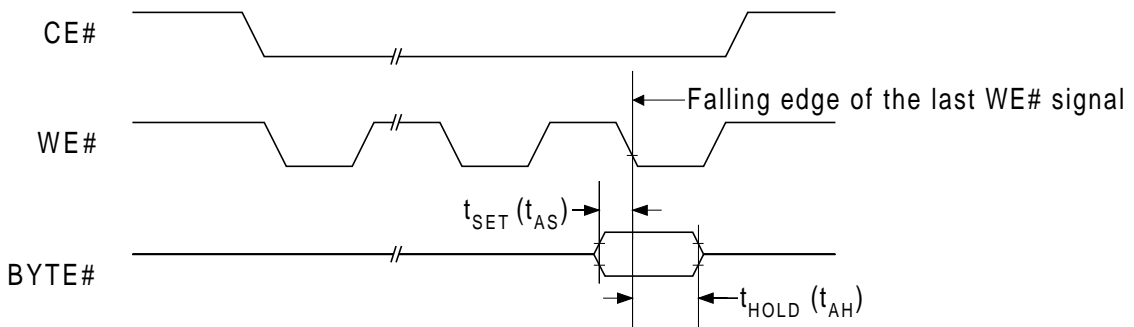 CE#
Falling edge of the last WE# signal
WE#
tSET (tAS)
BYTE#
tHOLD (tAH)